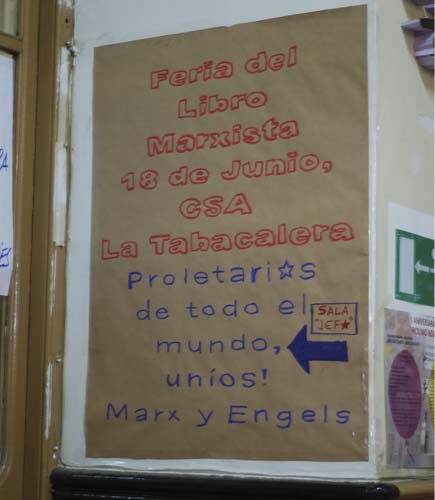 Feria del
Libro
Marxista
18 de Junio,
CSA
La Tabacalera
Proletari☆s
de todo el
mundo,
uníos!
Marx y Engels
SALA
"JEF☆"